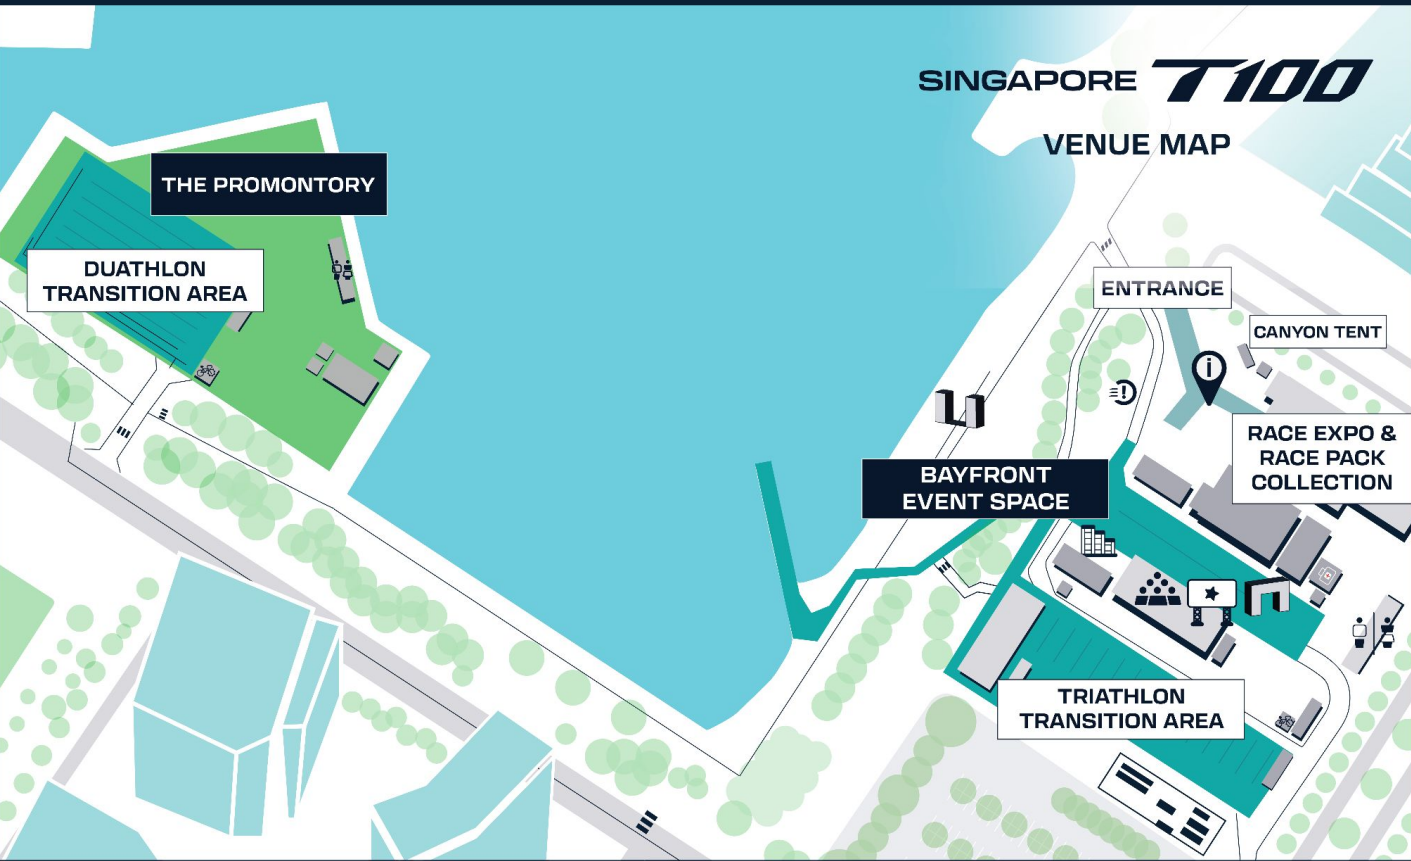 SINGAPORE T100
VENUE MAP
THE PROMONTORY
DUATHLON
TRANSITION AREA
ENTRANCE
CANYON TENT
i
!
RACE EXPO &
RACE PACK
COLLECTION
BAYFRONT
EVENT SPACE
TRIATHLON
TRANSITION AREA